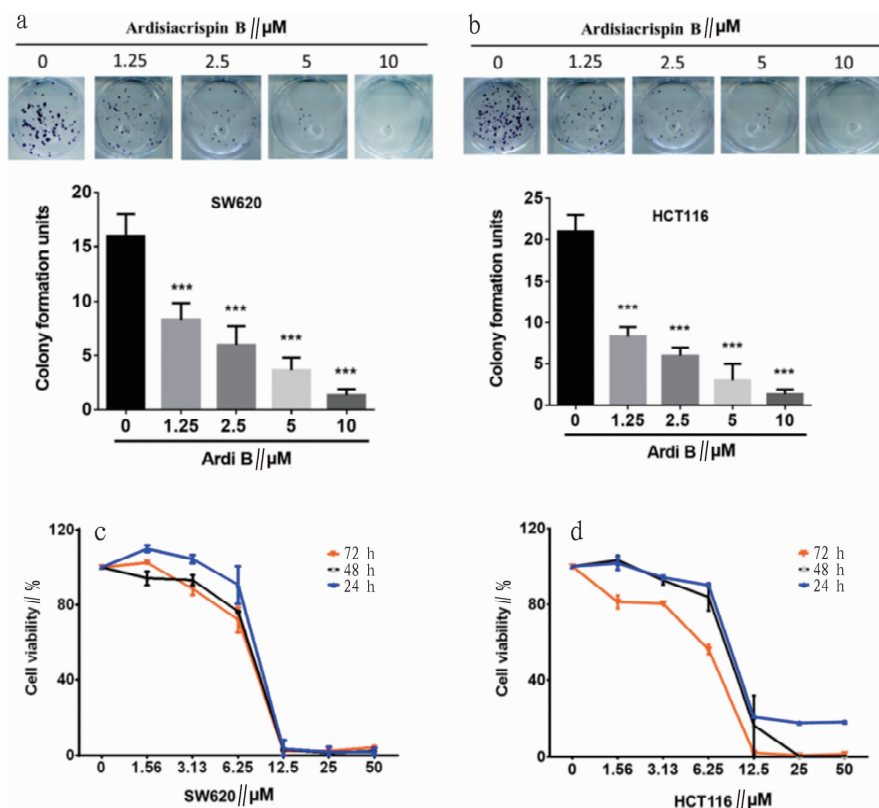 a
Ardisiacrispin B//μM
0 1.25 2.5 5 10
SW620
Colony formation units
20
15
10
5
0
***
***
***
***
0 1.25 2.5 5 10
Ardi B//μM
b
Ardisiacrispin B//μM
0 1.25 2.5 5 10
HCT116
Colony formation units
25
20
15
10
5
0
***
***
***
***
0 1.25 2.5 5 10
Ardi B//μM
c
Cell viability//%
120
80
40
0
72 h
48 h
24 h
0 1.56 3.13 6.25 12.5 25 50
SW620//μM
d
Cell viability//%
120
80
40
0
72 h
48 h
24 h
0 1.56 3.13 6.25 12.5 25 50
HCT116//μM